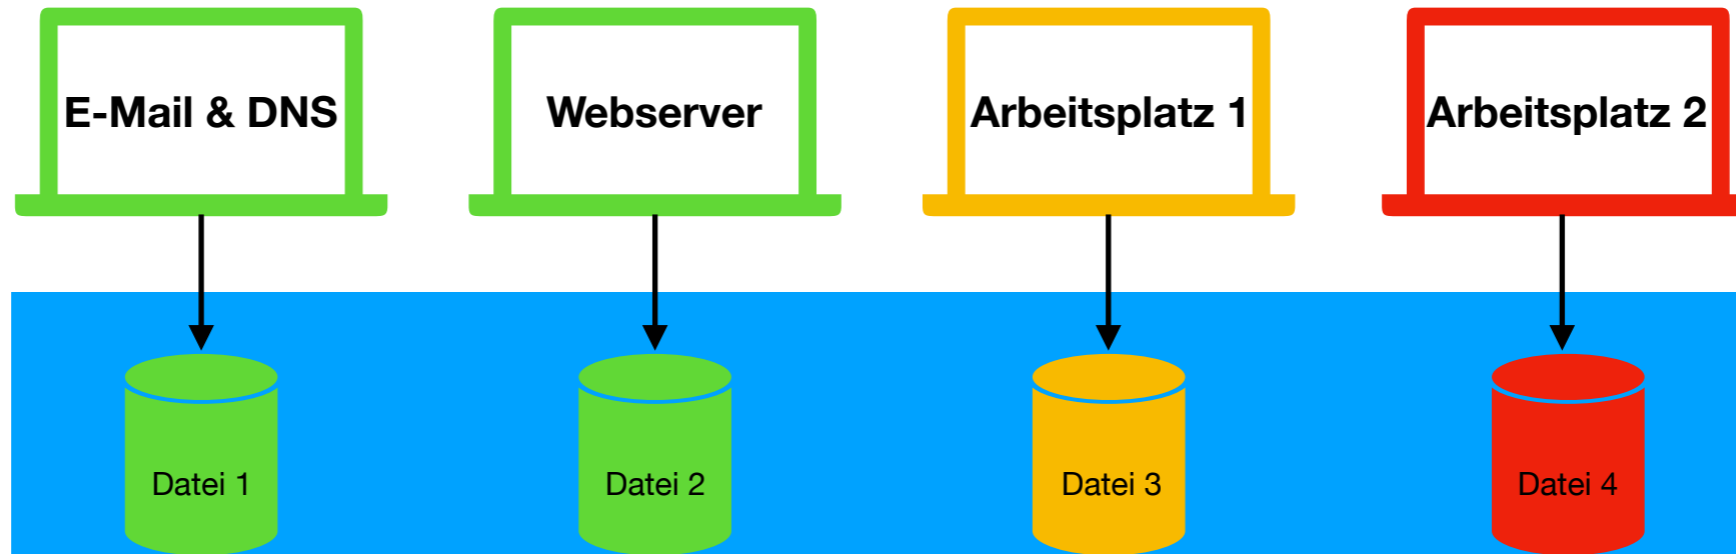 E-Mail & DNS
Webserver
Arbeitsplatz 1
Arbeitsplatz 2
Datei 1
Datei 2
Datei 3
Datei 4